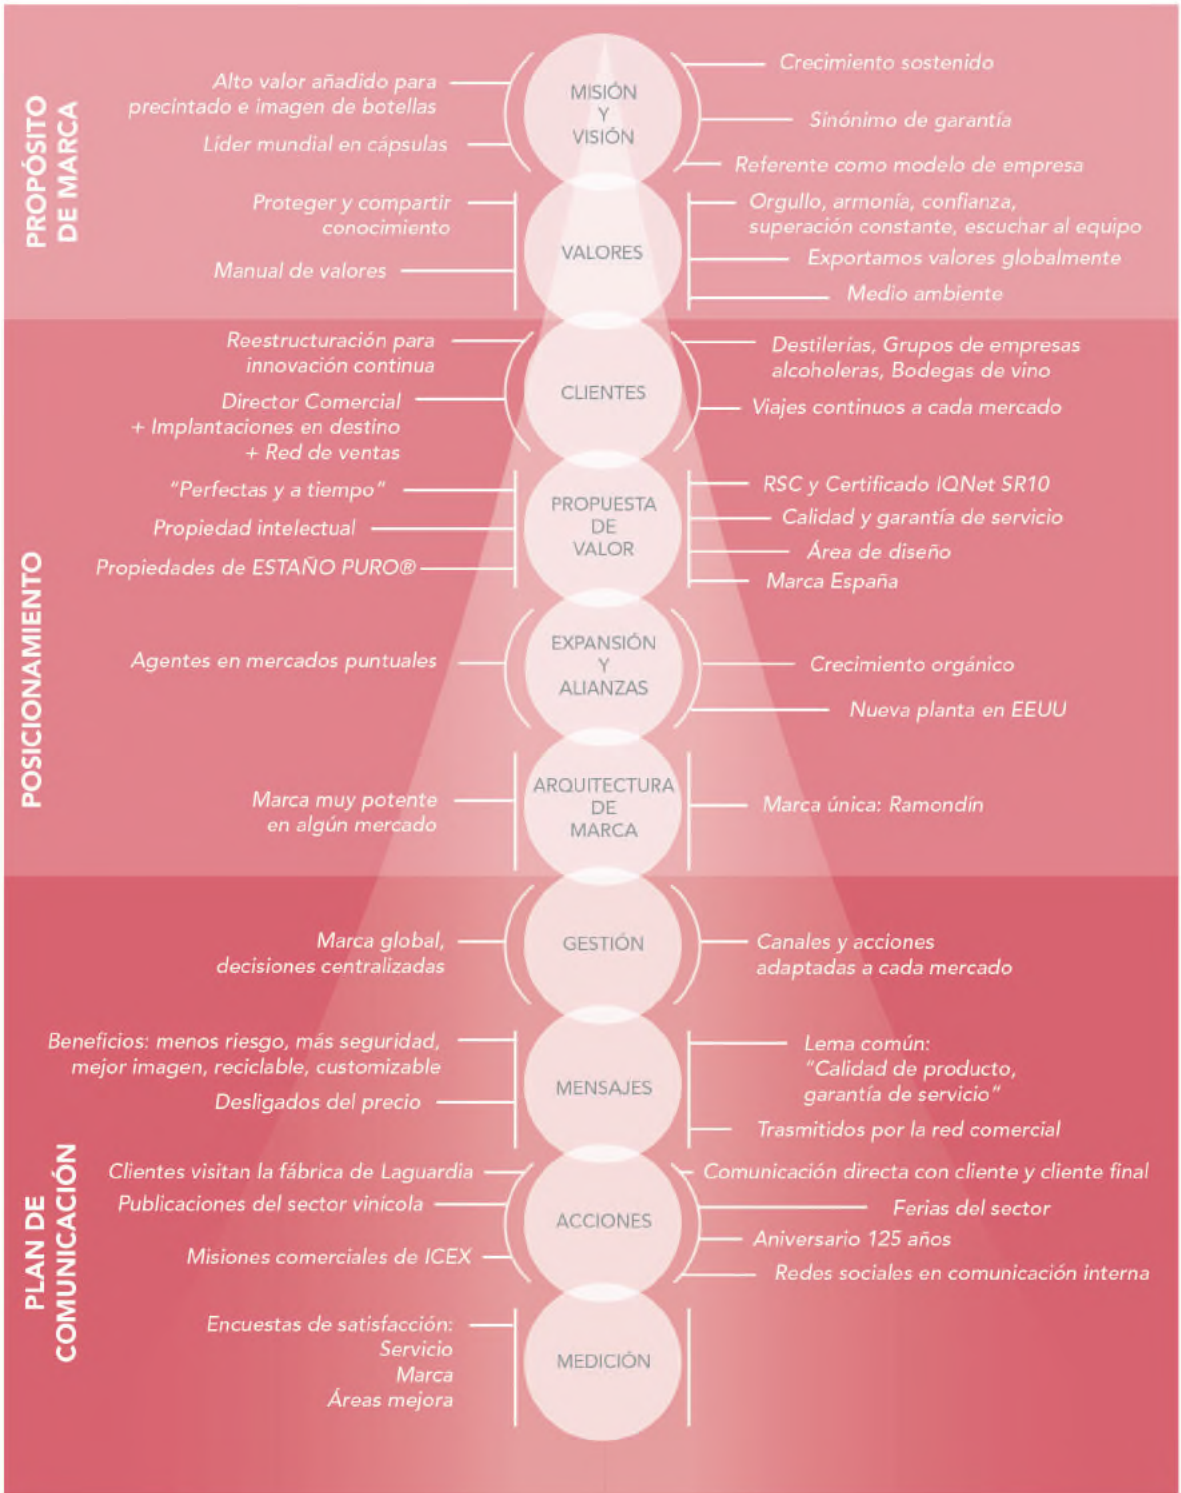 PROPÓSITO
DE MARCA
Alto valor añadido para
precintado e imagen de botellas
Líder mundial en cápsulas
MISIÓN
Y
VISIÓN
Crecimiento sostenido
Sinónimo de garantía
Referente como modelo de empresa
Proteger y compartir
conocimiento
Manual de valores
VALORES
Orgullo, armonía, confianza,
superación constante, escuchar al equipo
Exportamos valores globalmente
Medio ambiente
POSICIONAMIENTO
Reestructuración para
innovación continua
Director Comercial
+ Implantaciones en destino
+ Red de ventas
CLIENTES
Destilerías, Grupos de empresas
alcoholeras, Bodegas de vino
Viajes continuos a cada mercado
“Perfectas y a tiempo”
Propiedad intelectual
Propiedades de ESTAÑO PURO®
PROPUESTA
DE
VALOR
RSC y Certificado IQNet SR10
Calidad y garantía de servicio
Área de diseño
Marca España
Agentes en mercados puntuales
EXPANSIÓN
Y
ALIANZAS
Crecimiento orgánico
Nueva planta en EEUU
Marca muy potente
en algún mercado
ARQUITECTURA
DE
MARCA
Marca única: Ramondín
PLAN DE
COMUNICACIÓN
Marca global,
decisiones centralizadas
GESTIÓN
Canales y acciones
adaptadas a cada mercado
Beneficios: menos riesgo, más seguridad,
mejor imagen, reciclable, customizable
Desligados del precio
MENSAJES
Lema común:
“Calidad de producto,
garantía de servicio”
Trasmitidos por la red comercial
Clientes visitan la fábrica de Laguardia
Publicaciones del sector vinícola
Misiones comerciales de ICEX
ACCIONES
Comunicación directa con cliente y cliente final
Ferias del sector
Aniversario 125 años
Redes sociales en comunicación interna
Encuestas de satisfacción:
Servicio
Marca
Áreas mejora
MEDICIÓN